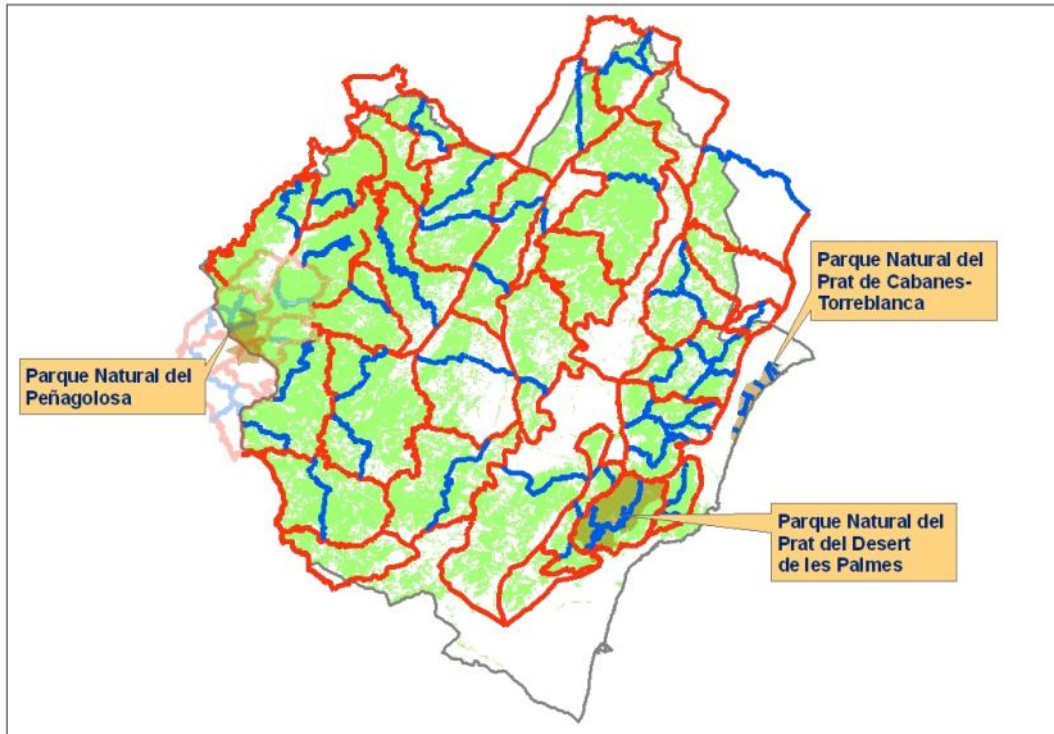 Parque Natural del
Prat de Cabanes-
Torreblanca
Parque Natural del
Peñagolosa
Parque Natural del
Prat del Desert
de les Palmes